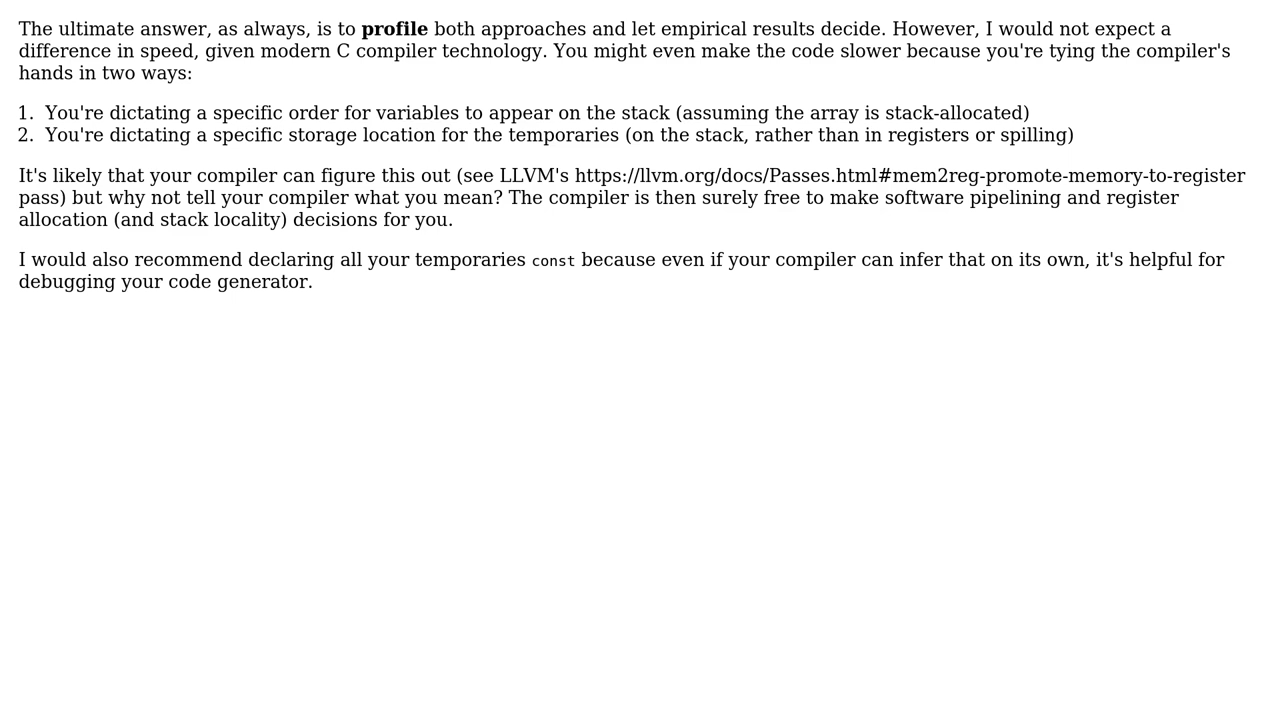 The ultimate answer, as always, is to profile both approaches and let empirical results decide. However, I would not expect a
difference in speed, given modern C compiler technology. You might even make the code slower because you're tying the compiler's
hands in two ways:
1. You're dictating a specific order for variables to appear on the stack (assuming the array is stack-allocated)
2. You're dictating a specific storage location for the temporaries (on the stack, rather than in registers or spilling)
It's likely that your compiler can figure this out (see LLVM's https://llvm.org/docs/Passes.html#mem2reg-promote-memory-to-register
pass) but why not tell your compiler what you mean? The compiler is then surely free to make software pipelining and register
allocation (and stack locality) decisions for you.
I would also recommend declaring all your temporaries const because even if your compiler can infer that on its own, it's helpful for
debugging your code generator.